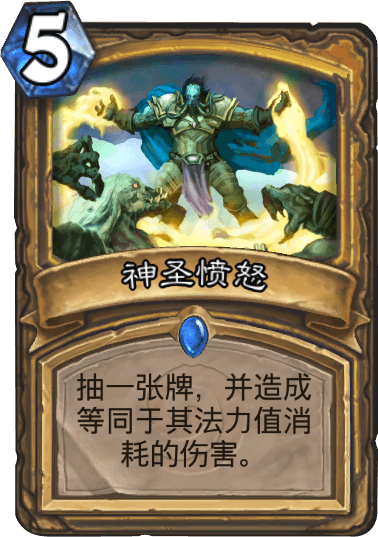 5
神圣愤怒
抽一张牌，并造成
等同于其法力值消
耗的伤害。